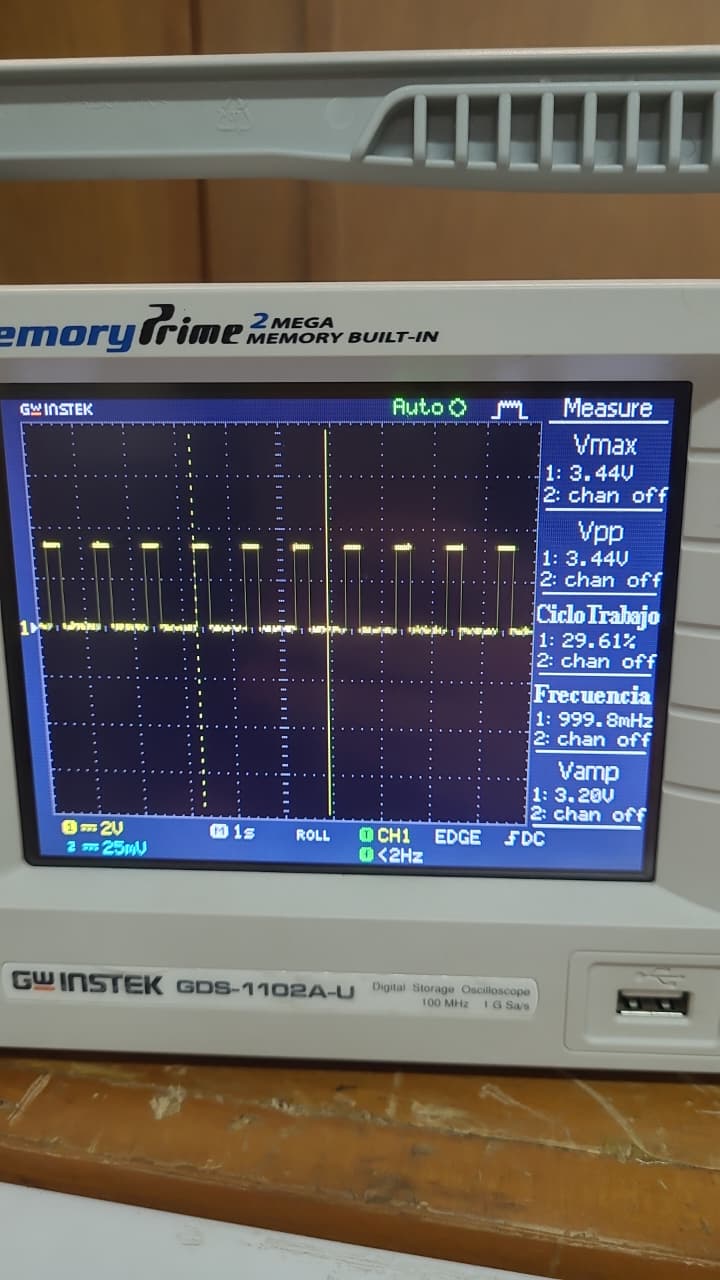 emoryPrime 2 MEGA
MEMORY BUILT-IN
GW INSTEK
Auto
Measure
Vmax
1: 3.44V
2: chan off
Vpp
1: 3.44V
2: chan off
CicloTrabajo
1: 29.61%
2: chan off
Frecuencia
1: 999.8mHz
2: chan off
Vamp
1: 3.20V
2: chan off
1
1 2V M 1s ROLL T CH1 EDGE DC
2 25mV <2Hz
GW INSTEK GDS-1102A-U Digital Storage Oscilloscope
100 MHz 1 G Sa/s